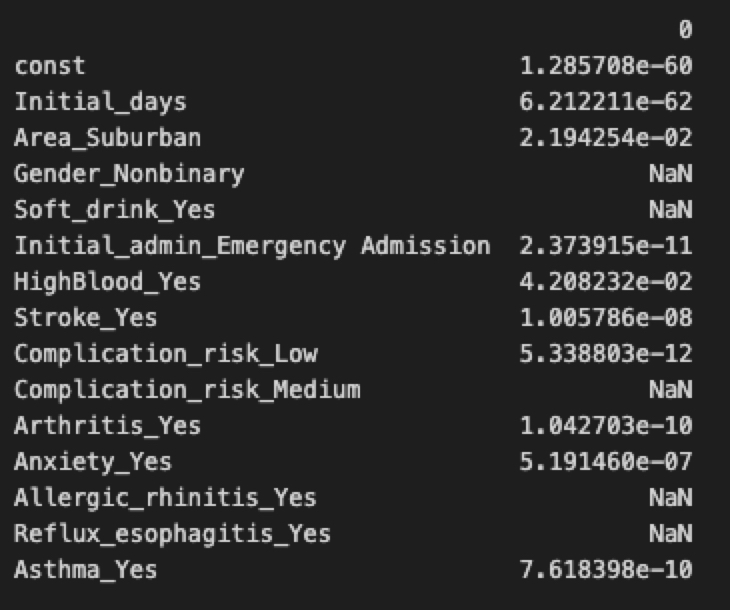 0
const 1.285708e-60
Initial_days 6.212211e-62
Area_Suburban 2.194254e-02
Gender_Nonbinary NaN
Soft_drink_Yes NaN
Initial_admin_Emergency Admission 2.373915e-11
HighBlood_Yes 4.208232e-02
Stroke_Yes 1.005786e-08
Complication_risk_Low 5.338803e-12
Complication_risk_Medium NaN
Arthritis_Yes 1.042703e-10
Anxiety_Yes 5.191460e-07
Allergic_rhinitis_Yes NaN
Reflux_esophagitis_Yes NaN
Asthma_Yes 7.618398e-10